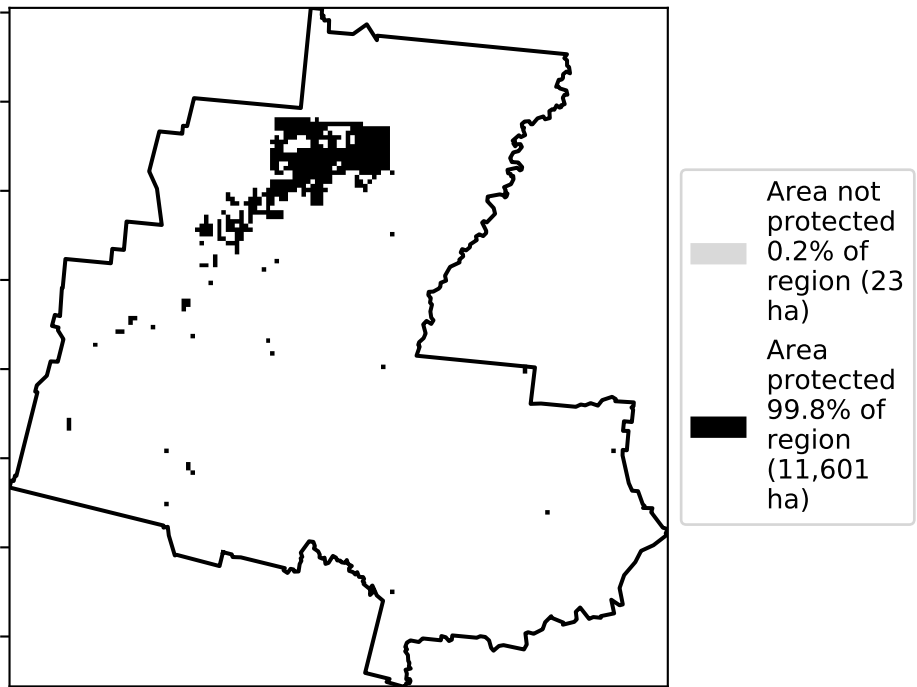 Area not
protected
0.2% of
region (23
ha)
Area
protected
99.8% of
region
(11,601
ha)